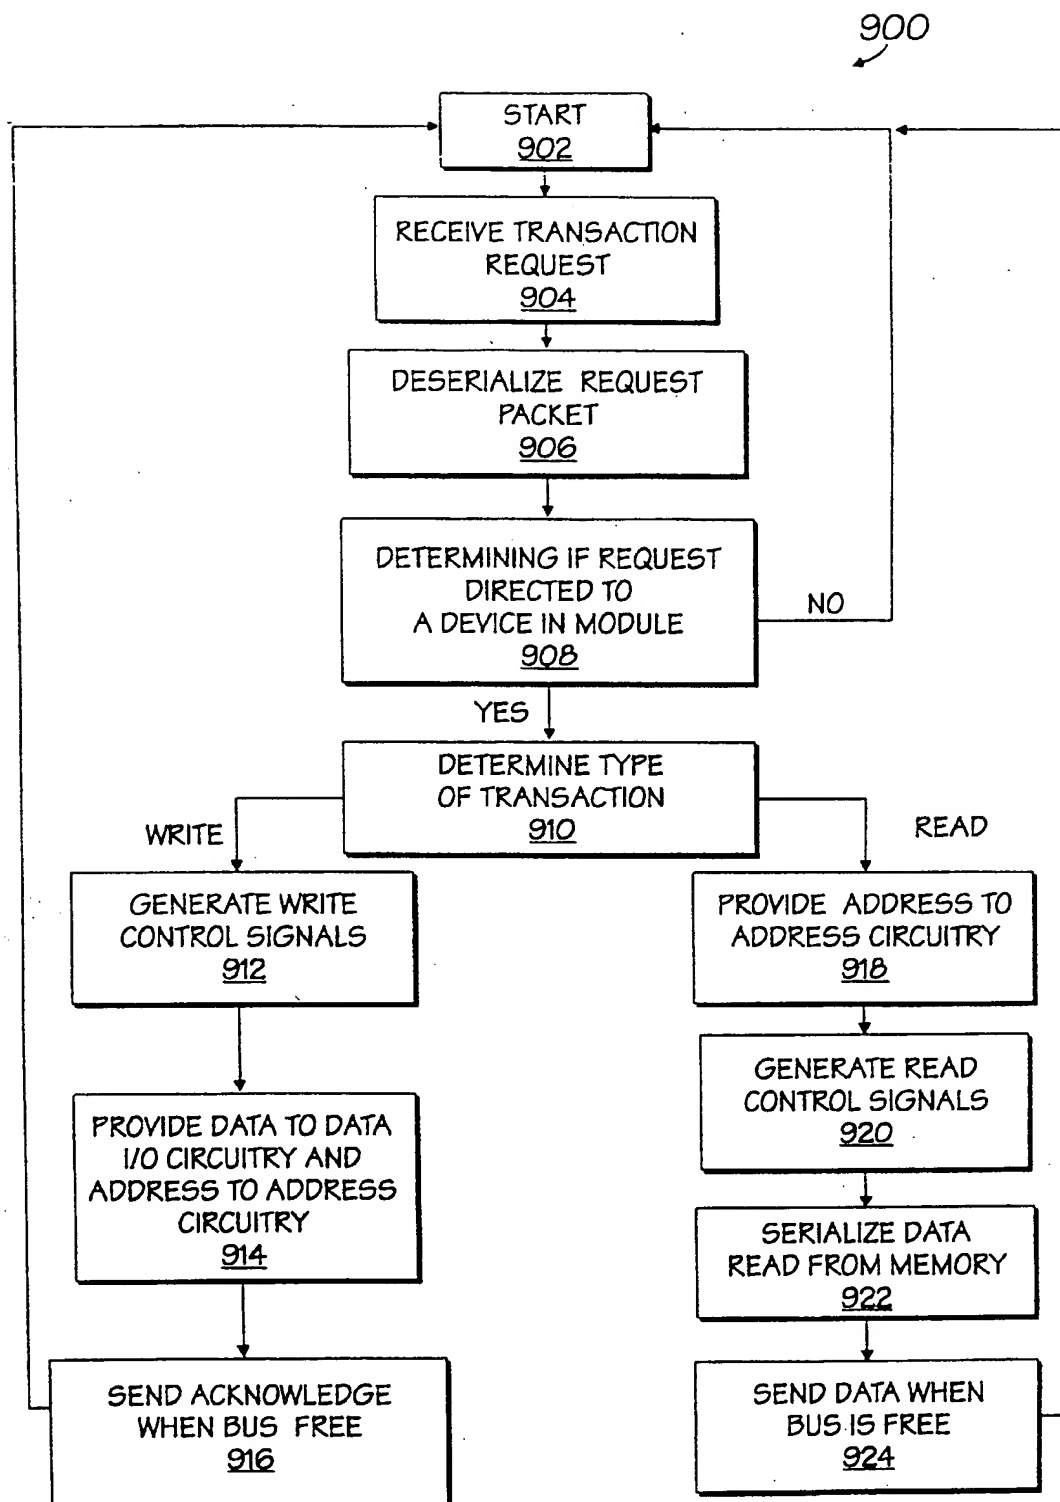 900
START
902
RECEIVE TRANSACTION
REQUEST
904
DESERIALIZE REQUEST
PACKET
906
DETERMINING IF REQUEST
DIRECTED TO
A DEVICE IN MODULE
908
NO
YES
DETERMINE TYPE
OF TRANSACTION
910
WRITE
READ
GENERATE WRITE
CONTROL SIGNALS
912
PROVIDE DATA TO DATA
I/O CIRCUITRY AND
ADDRESS TO ADDRESS
CIRCUITRY
914
SEND ACKNOWLEDGE
WHEN BUS FREE
916
PROVIDE ADDRESS TO
ADDRESS CIRCUITRY
918
GENERATE READ
CONTROL SIGNALS
920
SERIALIZE DATA
READ FROM MEMORY
922
SEND DATA WHEN
BUS IS FREE
924